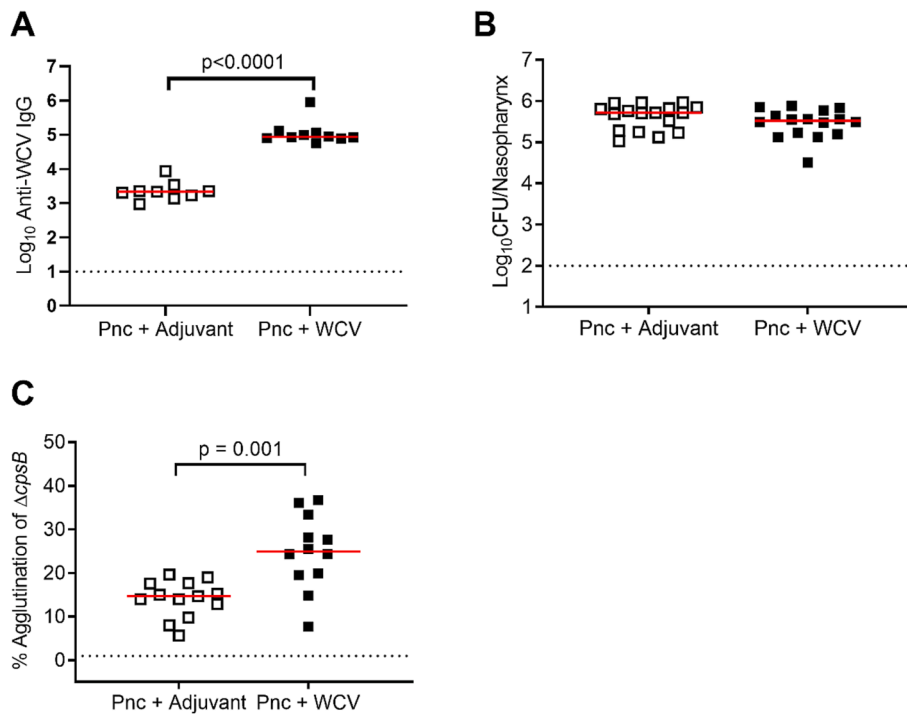 A
p<0.0001
Log10 Anti-WCV IgG
7
6
5
4
3
2
1
0
Pnc + Adjuvant Pnc + WCV
B
Log10CFU/Nasopharynx
7
6
5
4
3
2
1
Pnc + Adjuvant Pnc + WCV
C
p = 0.001
% Agglutination of ΔcpsB
50
40
30
20
10
0
Pnc + Adjuvant Pnc + WCV